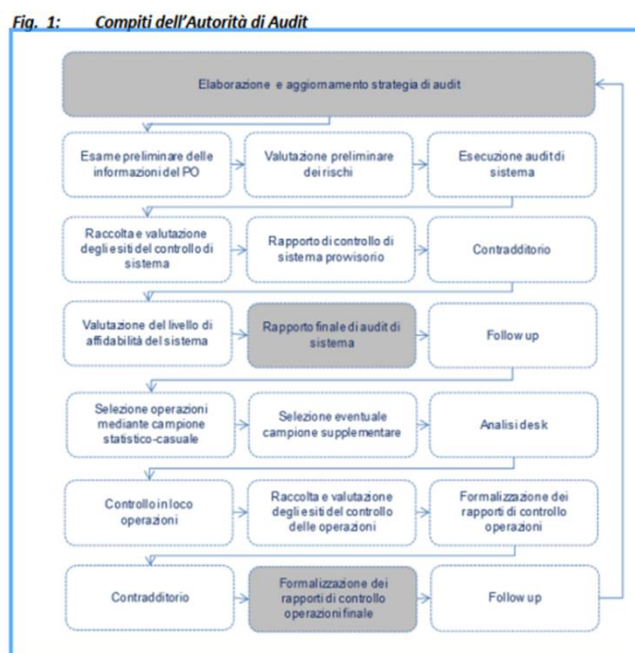 Fig. 1: Compiti dell'Autorità di Audit
Elaborazione e aggiornamento strategia di audit
Esame preliminare delle
informazioni del PO
Valutazione preliminare
dei rischi
Esecuzione audit di
sistema
Raccolta e valutazione
degli esiti del controllo di
sistema
Rapporto di controllo di
sistema provvisorio
Contradditorio
Valutazione del livello di
affidabilità del sistema
Rapporto finale di audit di
sistema
Follow up
Selezione operazioni
mediante campione
statistico-casuale
Selezione eventuale
campione supplementare
Analisi desk
Controllo in loco
operazioni
Raccolta e valutazione
degli esiti del controllo
delle operazioni
Formalizzazione dei
rapporti di controllo
operazioni
Contradditorio
Formalizzazione dei
rapporti di controllo
operazioni finale
Follow up